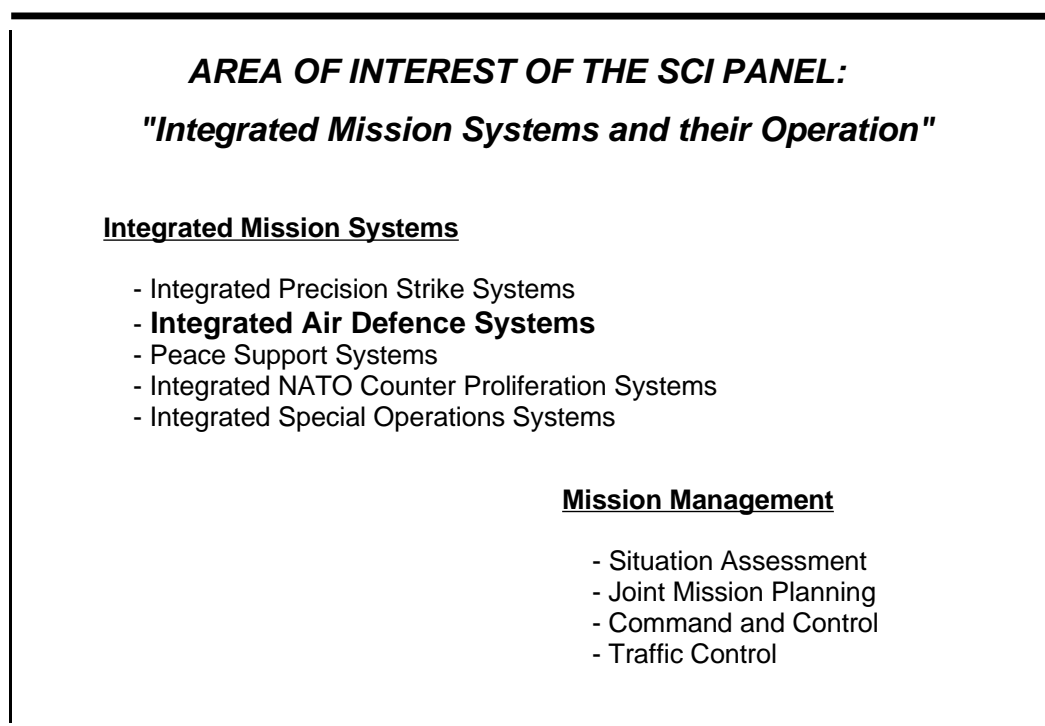 AREA OF INTEREST OF THE SCI PANEL:
"Integrated Mission Systems and their Operation"
Integrated Mission Systems
- Integrated Precision Strike Systems
- Integrated Air Defence Systems
- Peace Support Systems
- Integrated NATO Counter Proliferation Systems
- Integrated Special Operations Systems
Mission Management
- Situation Assessment
- Joint Mission Planning
- Command and Control
- Traffic Control